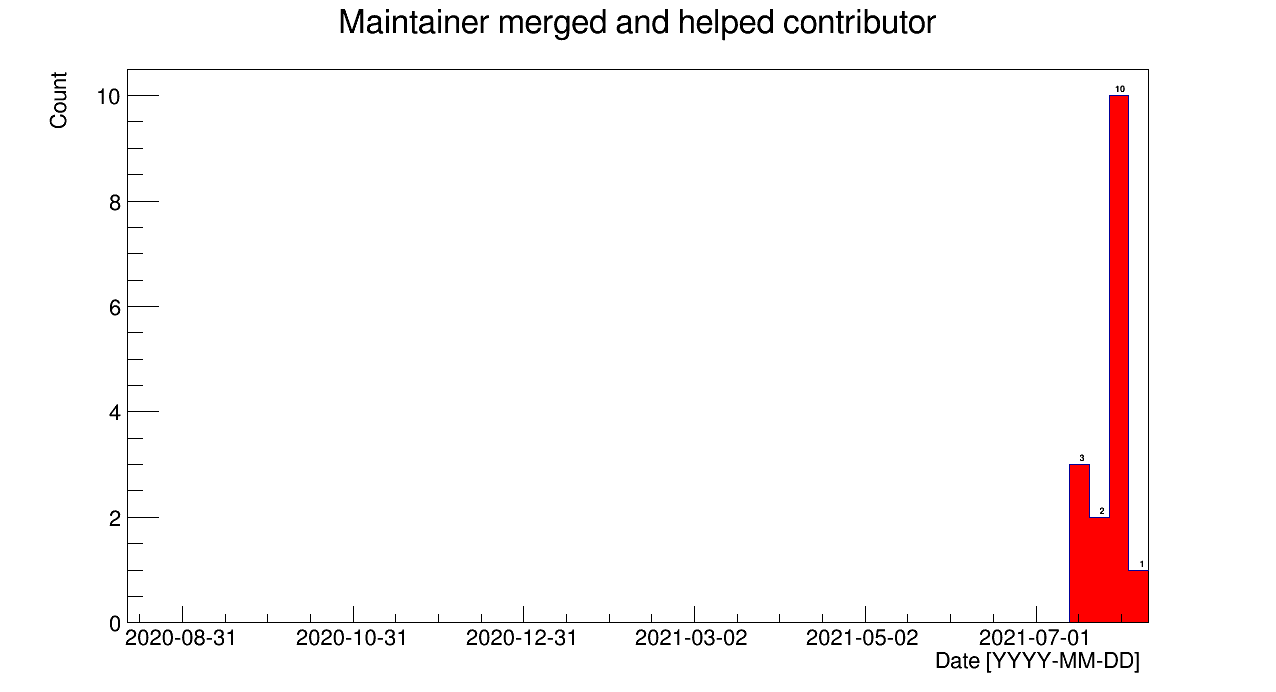 Maintainer merged and helped contributor
Count
10
8
6
4
2
0
10
3
2
1
2020-08-31 2020-10-31 2020-12-31 2021-03-02 2021-05-02 2021-07-01
Date [YYYY-MM-DD]